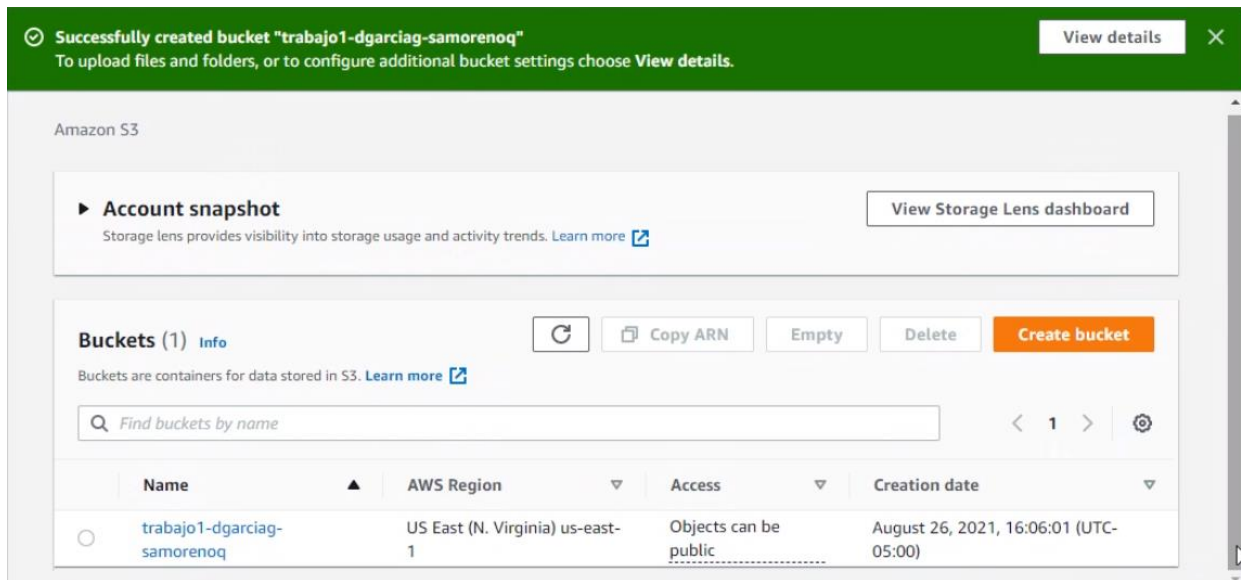 Successfully created bucket "trabajo1-dgarciag-samorenoq"
To upload files and folders, or to configure additional bucket settings choose View details.
View details
Amazon S3
Account snapshot
Storage lens provides visibility into storage usage and activity trends. Learn more
View Storage Lens dashboard
Buckets (1) Info
Copy ARN
Empty
Delete
Create bucket
Buckets are containers for data stored in S3. Learn more
Find buckets by name
1
Name
AWS Region
Access
Creation date
trabajo1-dgarciag-
samorenoq
US East (N. Virginia) us-east-
1
Objects can be
public
August 26, 2021, 16:06:01 (UTC-
05:00)